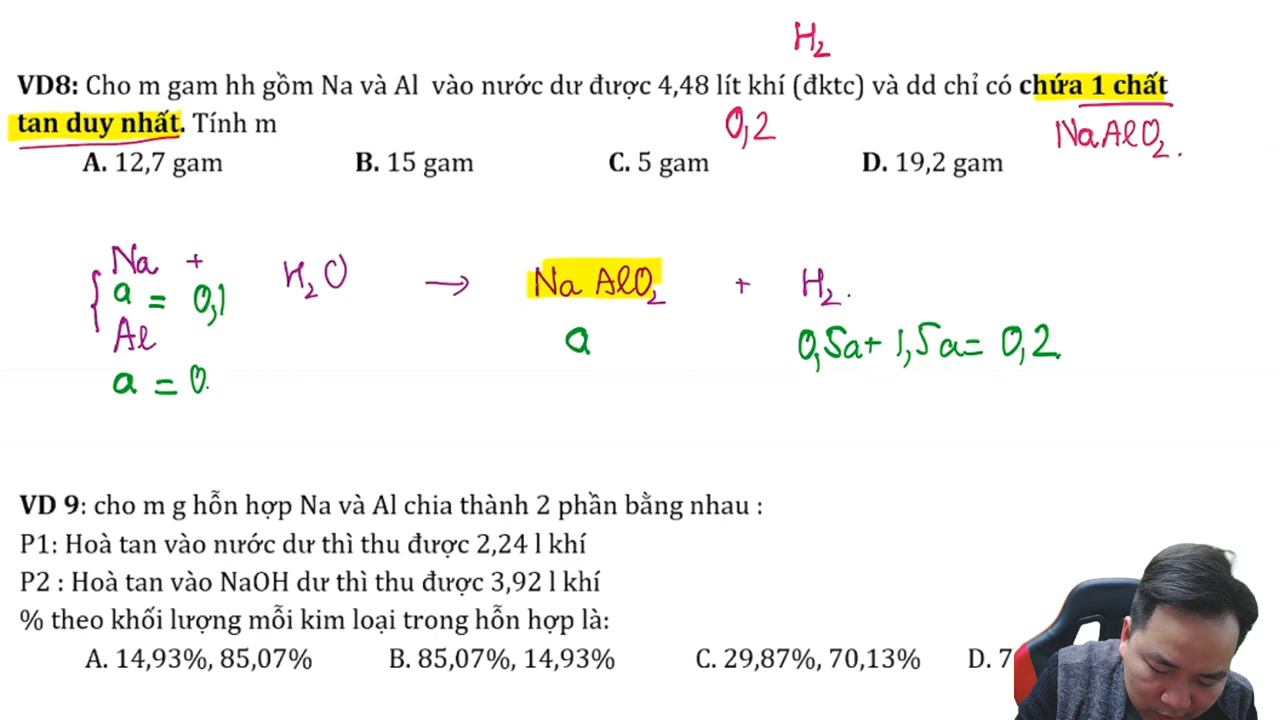 H₂
VD8: Cho m gam hh gồm Na và Al vào nước dư được 4,48 lít khí (đktc) và dd chỉ có chứa 1 chất
tan duy nhất. Tính m
0,2
NaAlO₂.
A. 12,7 gam B. 15 gam C. 5 gam D. 19,2 gam
Na + H₂O → NaAlO₂ + H₂.
a = 0,1 a 0,5a+ 1,5a= 0,2
Al
a = 0.
VD 9: cho m g hỗn hợp Na và Al chia thành 2 phần bằng nhau :
P1: Hoà tan vào nước dư thì thu được 2,24 l khí
P2 : Hoà tan vào NaOH dư thì thu được 3,92 l khí
% theo khối lượng mỗi kim loại trong hỗn hợp là:
A. 14,93%, 85,07% B. 85,07%, 14,93% C. 29,87%, 70,13% D. 7